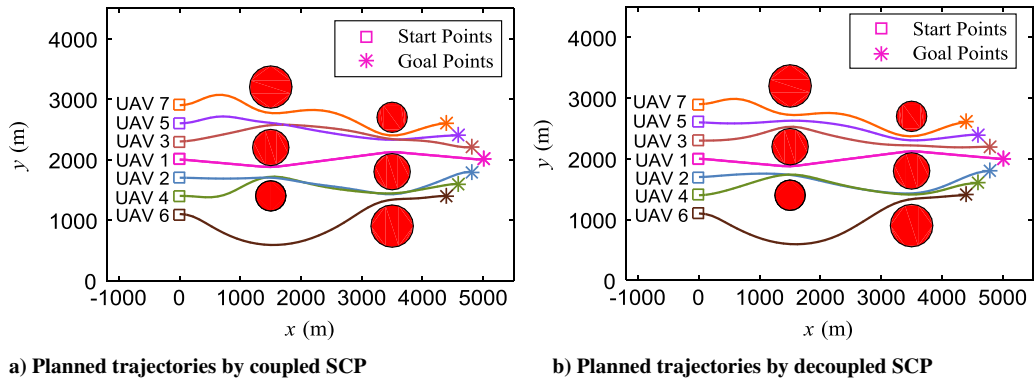 4000
3000
2000
1000
0
y (m)
Start Points
Goal Points
UAV 7
UAV 5
UAV 3
UAV 1
UAV 2
UAV 4
UAV 6
-1000 0 1000 2000 3000 4000 5000
x (m)
a) Planned trajectories by coupled SCP
4000
3000
2000
1000
0
y (m)
Start Points
Goal Points
UAV 7
UAV 5
UAV 3
UAV 1
UAV 2
UAV 4
UAV 6
-1000 0 1000 2000 3000 4000 5000
x (m)
b) Planned trajectories by decoupled SCP